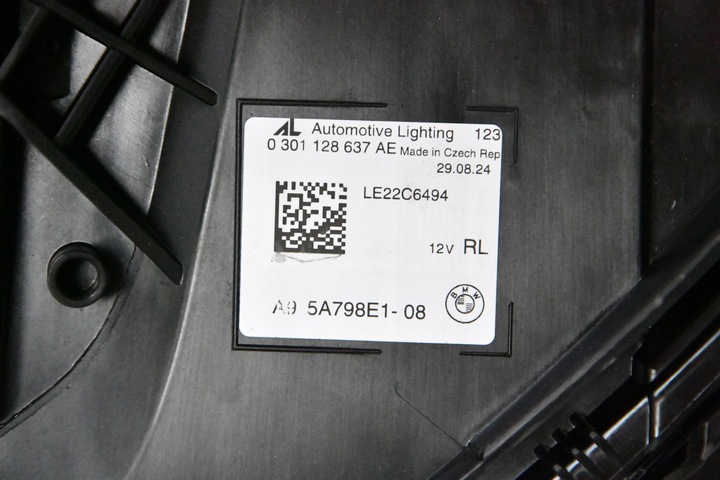 AL Automotive Lighting 123
0 301 128 637 AE Made in Czech Rep
29.08.24
LE22C6494
12V RL
A9 5A798E1- 08
BMW